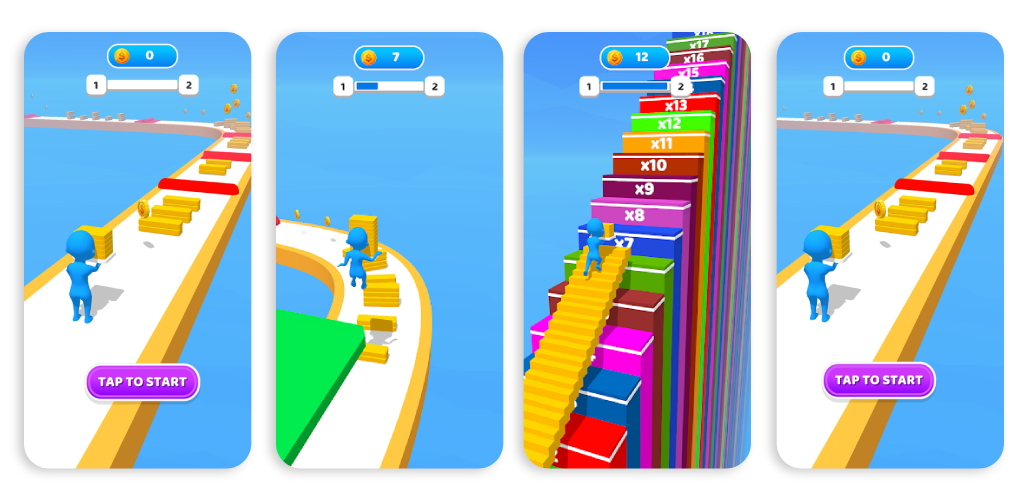 0
1 2
TAP TO START
7
1 2
12
1 2
x17
x16
x15
x13
x12
x11
x10
x9
x8
x7
0
1 2
TAP TO START